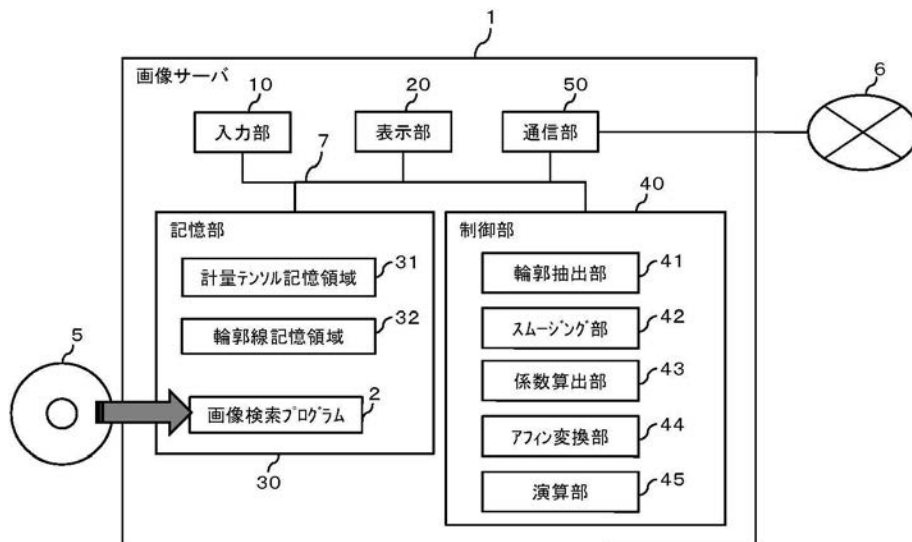 1
画像サーバ
10
20
50
6
入力部
表示部
通信部
7
40
記憶部
制御部
計量ﾃﾝｿﾙ記憶領域
31
輪郭抽出部
41
輪郭線記憶領域
32
ｽﾑｰｼﾞﾝｸﾞ部
42
5
係数算出部
43
画像検索ﾌﾟﾛｸﾞﾗﾑ
2
ｱﾌｨﾝ変換部
44
30
演算部
45